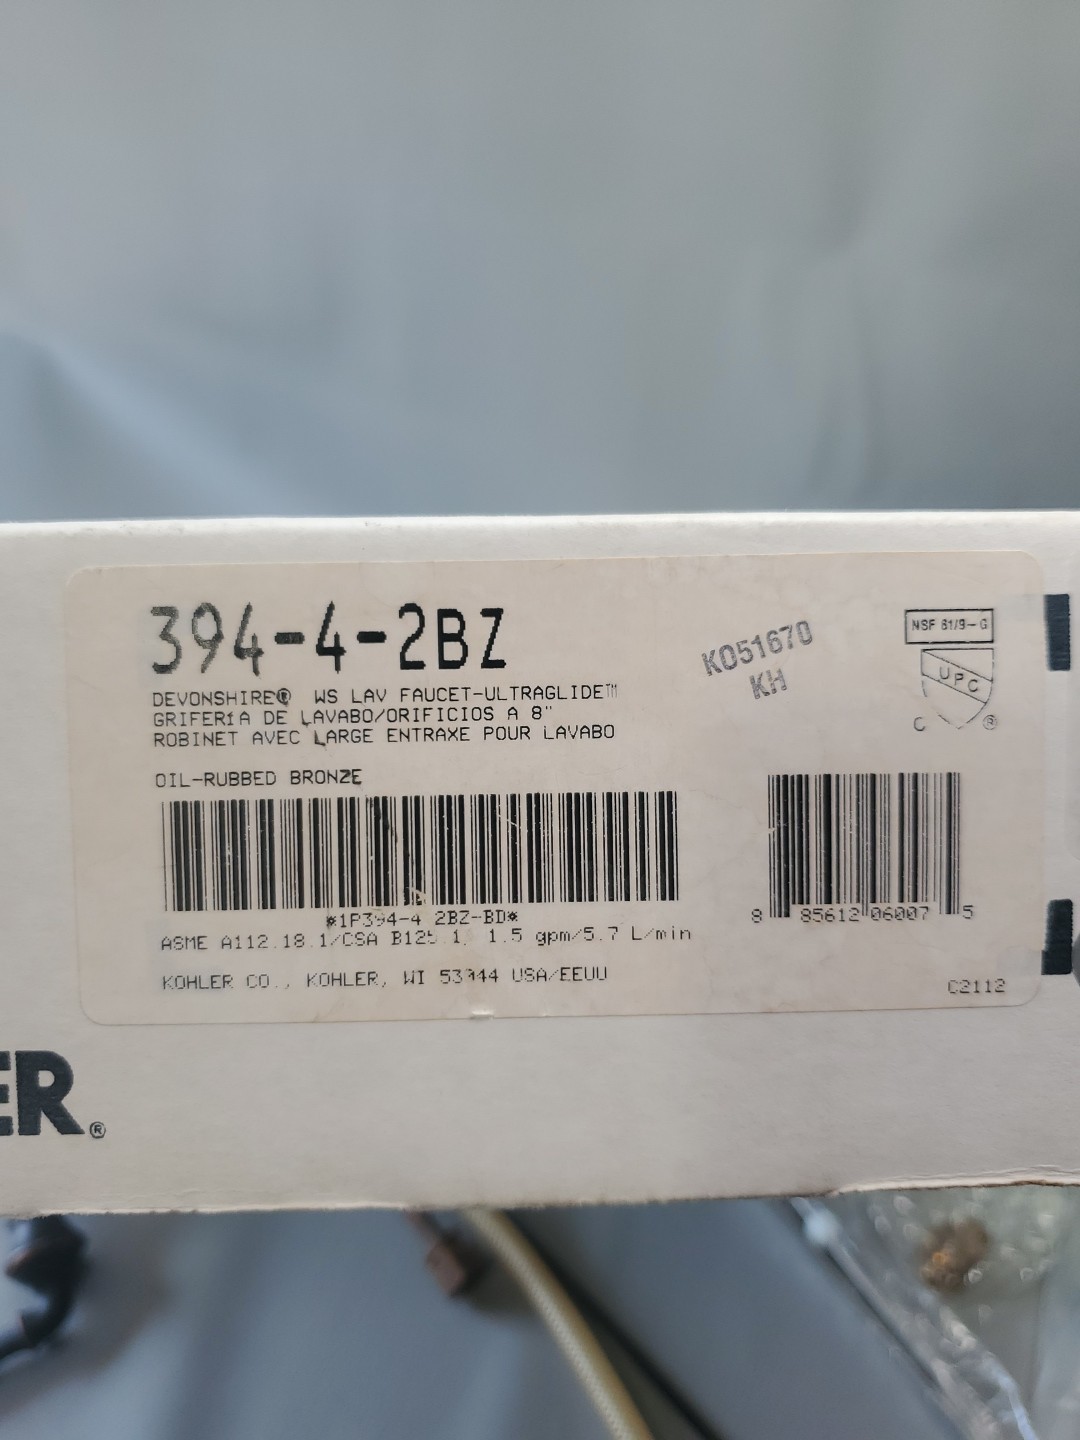 394-4-2BZ
DEVONSHIRE® WS LAV FAUCET-ULTRAGLIDE™
GRIFERIA DE LAVABO/ORIFICIOS A 8"
ROBINET AVEC LARGE ENTRAXE POUR LAVABO
OIL-RUBBED BRONZE
*1P394-4 2BZ-BD*
ASME A112.18.1/CSA B125.1, 1.5 gpm/5.7 L/min
KOHLER CO., KOHLER, WI 53044 USA/EEUU
K051670
KH
NSF 61/9-G
UPC
C ®
8 85612 06007 5
C2112
ER®